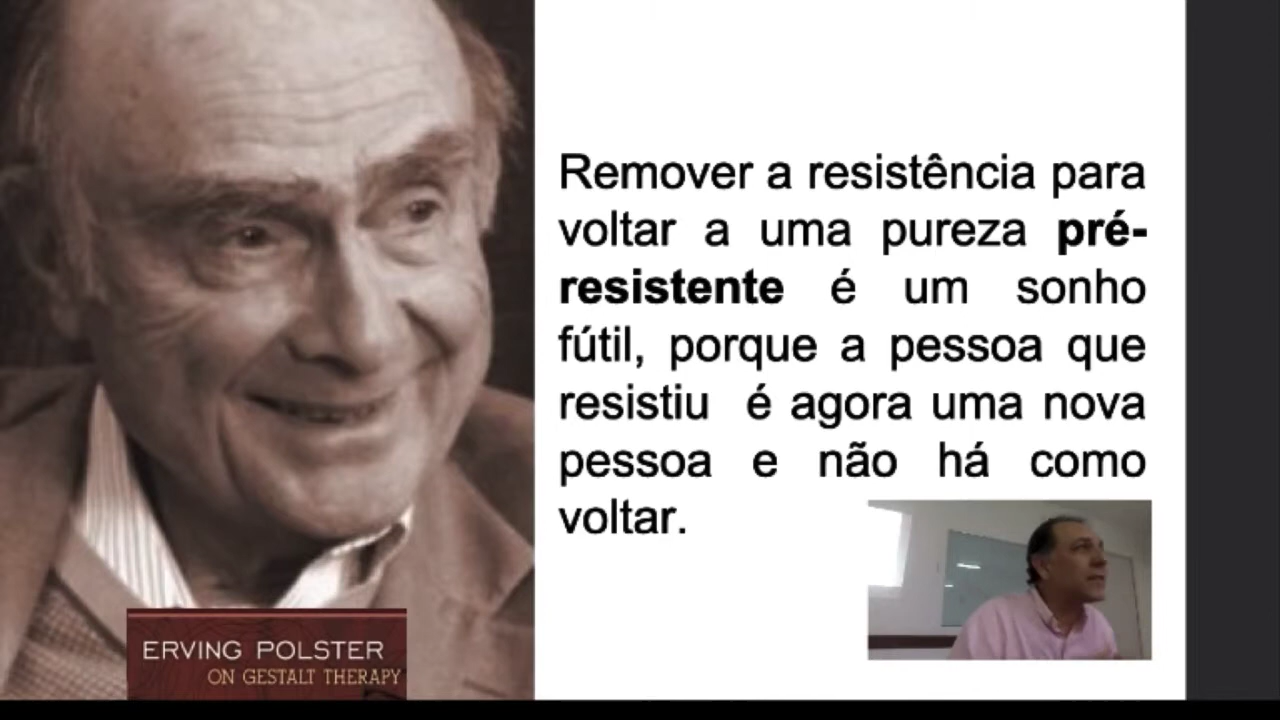 Remover a resistência para
voltar a uma pureza pré-
resistente é um sonho
fútil, porque a pessoa que
resistiu é agora uma nova
pessoa e não há como
voltar.
ERVING POLSTER
ON GESTALT THERAPY